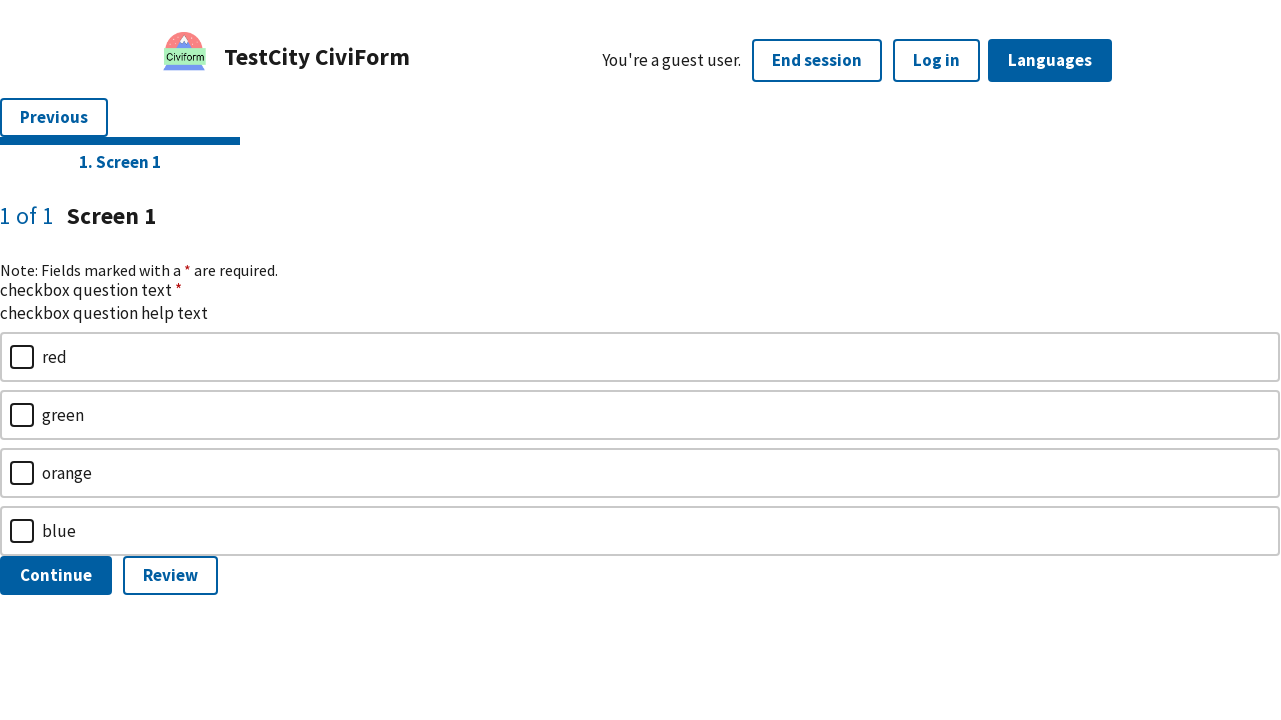 Civiform
TestCity CiviForm
You're a guest user.
End session
Log in
Languages
Previous
1. Screen 1
1 of 1 Screen 1
Note: Fields marked with a * are required.
checkbox question text *
checkbox question help text
red
green
orange
blue
Continue
Review